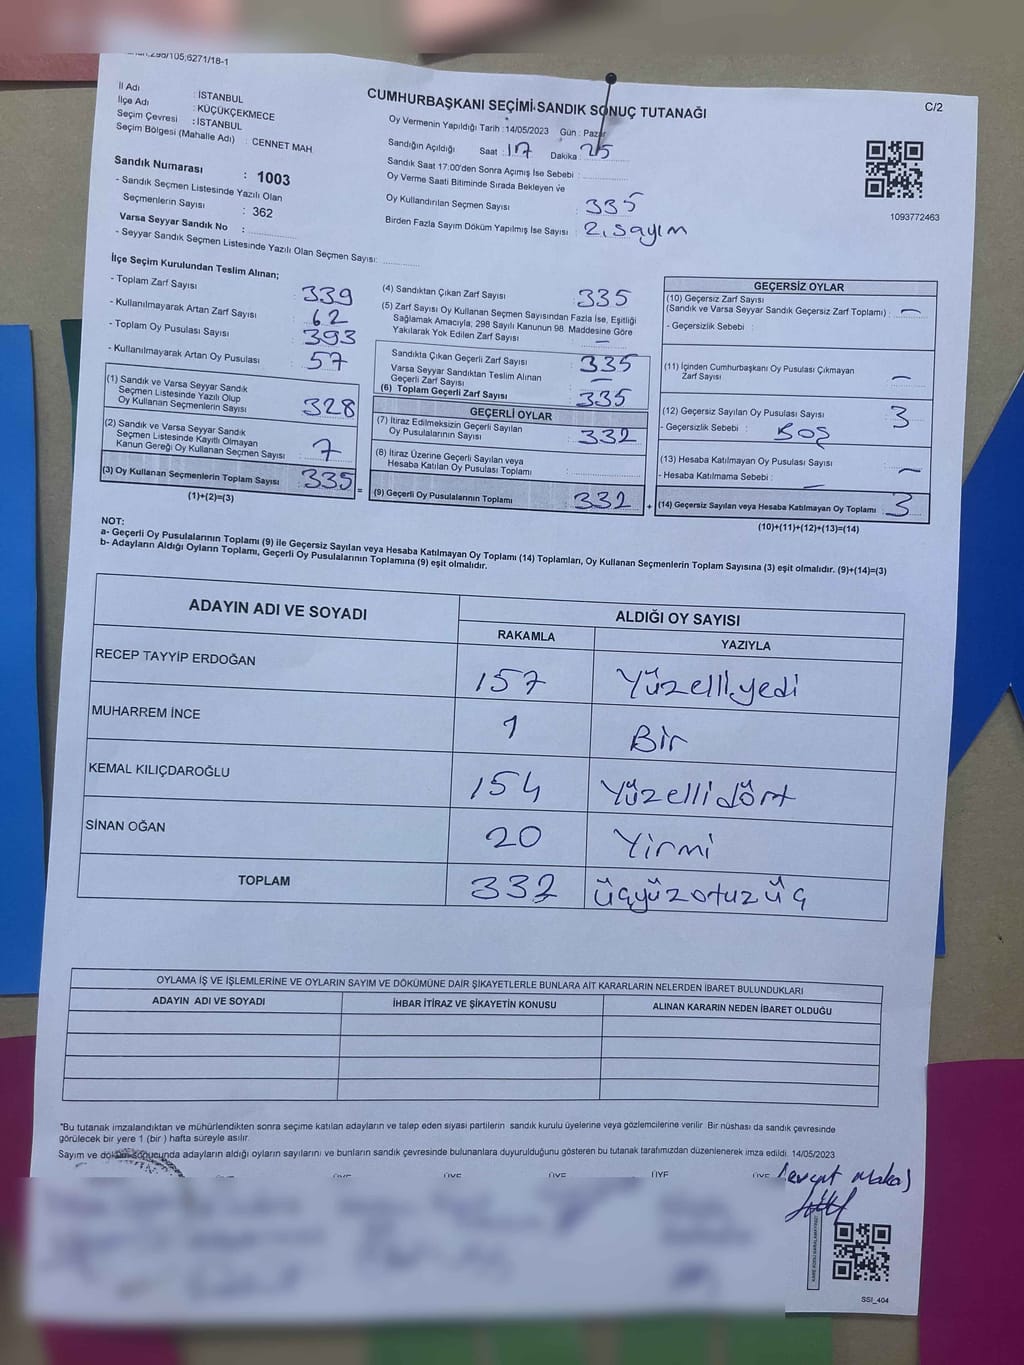 298/105;6271/18-1
C/2
CUMHURBAŞKANI SEÇİMİ SANDIK SONUÇ TUTANAĞI
İl Adı : İSTANBUL
İlçe Adı : KÜÇÜKÇEKMECE
Seçim Çevresi : İSTANBUL
Seçim Bölgesi (Mahalle Adı) : CENNET MAH
Sandık Numarası : 1003
- Sandık Seçmen Listesinde Yazılı Olan
Seçmenlerin Sayısı : 362
Varsa Seyyar Sandık No :
- Seyyar Sandık Seçmen Listesinde Yazılı Olan Seçmen Sayısı:
Oy Vermenin Yapıldığı Tarih : 14/05/2023 Gün : Pazar
Sandığın Açıldığı Saat : 17 Dakika : 25
Sandık Saat 17:00'den Sonra Açımış İse Sebebi :
Oy Verme Saati Bitiminde Sırada Bekleyen ve
Oy Kullandırılan Seçmen Sayısı : 335
Birden Fazla Sayım Döküm Yapılmış İse Sayısı : 2. sayım
1093772463
İlçe Seçim Kurulundan Teslim Alınan;
- Toplam Zarf Sayısı : 339
- Kullanılmayarak Artan Zarf Sayısı : 62
- Toplam Oy Pusulası Sayısı : 393
- Kullanılmayarak Artan Oy Pusulası : 57
(1) Sandık ve Varsa Seyyar Sandık
Seçmen Listesinde Yazılı Olup
Oy Kullanan Seçmenlerin Sayısı : 328
(2) Sandık ve Varsa Seyyar Sandık
Seçmen Listesinde Kayıtlı Olmayan
Kanun Gereği Oy Kullanan Seçmen Sayısı : 7
(3) Oy Kullanan Seçmenlerin Toplam Sayısı : 335 =
(1)+(2)=(3)
(4) Sandıktan Çıkan Zarf Sayısı : 335
(5) Zarf Sayısı Oy Kullanan Seçmen Sayısından Fazla İse, Eşitliği
Sağlamak Amacıyla; 298 Sayılı Kanunun 98. Maddesine Göre
Yakılarak Yok Edilen Zarf Sayısı : —
Sandıkta Çıkan Geçerli Zarf Sayısı : 335
Varsa Seyyar Sandıktan Teslim Alınan
Geçerli Zarf Sayısı : —
(6) Toplam Geçerli Zarf Sayısı : 335
GEÇERLİ OYLAR
(7) İtiraz Edilmeksizin Geçerli Sayılan
Oy Pusulalarının Sayısı : 332
(8) İtiraz Üzerine Geçerli Sayılan veya
Hesaba Katılan Oy Pusulası Toplamı :
(9) Geçerli Oy Pusulalarının Toplamı : 332 +
GEÇERSİZ OYLAR
(10) Geçersiz Zarf Sayısı
(Sandık ve Varsa Seyyar Sandık Geçersiz Zarf Toplamı) : —
- Geçersizlik Sebebi :
(11) İçinden Cumhurbaşkanı Oy Pusulası Çıkmayan
Zarf Sayısı : —
(12) Geçersiz Sayılan Oy Pusulası Sayısı : 3
- Geçersizlik Sebebi : BOŞ
(13) Hesaba Katılmayan Oy Pusulası Sayısı : —
- Hesaba Katılmama Sebebi : —
(14) Geçersiz Sayılan veya Hesaba Katılmayan Oy Toplamı : 3
(10)+(11)+(12)+(13)=(14)
NOT:
a- Geçerli Oy Pusulalarının Toplamı (9) ile Geçersiz Sayılan veya Hesaba Katılmayan Oy Toplamı (14) Toplamları, Oy Kullanan Seçmenlerin Toplam Sayısına (3) eşit olmalıdır. (9)+(14)=(3)
b- Adayların Aldığı Oyların Toplamı, Geçerli Oy Pusulalarının Toplamına (9) eşit olmalıdır.
ADAYIN ADI VE SOYADI ALDIĞI OY SAYISI
RAKAMLA YAZIYLA
RECEP TAYYİP ERDOĞAN 157 Yüzelliyedi
MUHARREM İNCE 1 Bir
KEMAL KILIÇDAROĞLU 154 Yüzellidört
SİNAN OĞAN 20 Yirmi
TOPLAM 332 üçyüzotuzüç
OYLAMA İŞ VE İŞLEMLERİNE VE OYLARIN SAYIM VE DÖKÜMÜNE DAİR ŞİKAYETLERLE BUNLARA AİT KARARLARIN NELERDEN İBARET BULUNDUKLARI
ADAYIN ADI VE SOYADI İHBAR İTİRAZ VE ŞİKAYETİN KONUSU ALINAN KARARIN NEDEN İBARET OLDUĞU
"Bu tutanak imzalandıktan ve mühürlendikten sonra seçime katılan adayların ve talep eden siyasi partilerin sandık kurulu üyelerine veya gözlemcilerine verilir. Bir nüshası da sandık çevresinde
görülecek bir yere 1 (bir) hafta süreyle asılır.
Sayım ve döküm sonucunda adayların aldığı oyların sayılarını ve bunların sandık çevresinde bulunanlara duyurulduğunu gösteren bu tutanak tarafımızdan düzenlenerek imza edildi. 14/05/2023
ÜYE ÜYE ÜYE ÜYE ÜYE
SSİ_404